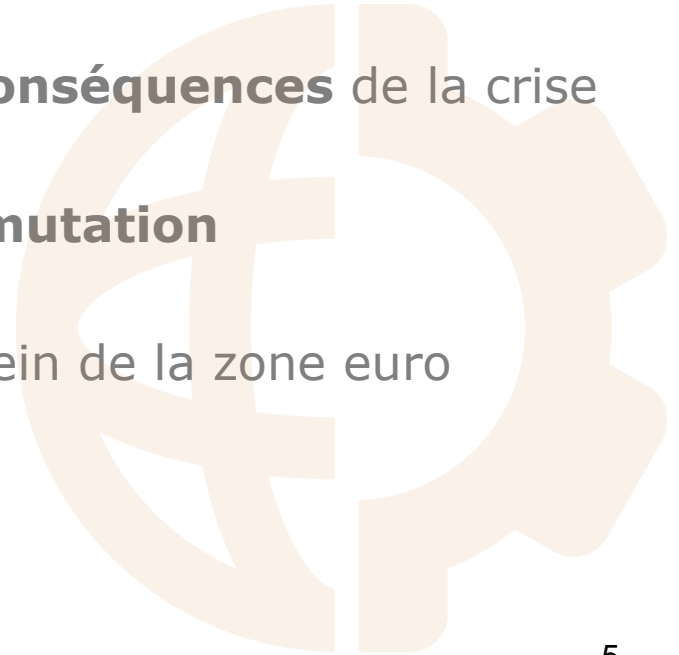 onséquences de la crise
mutation
ein de la zone euro
5